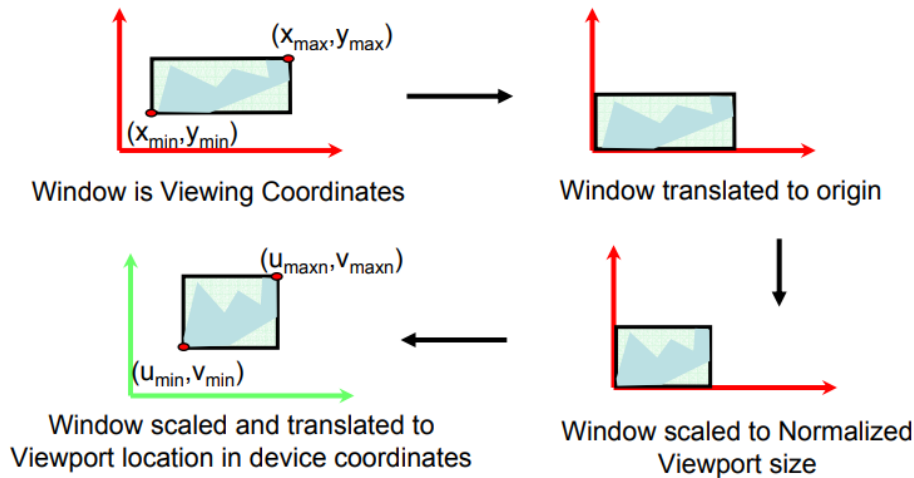 (xmax,ymax)
(xmin,ymin)
Window is Viewing Coordinates
Window translated to origin
(umaxn,vmaxn)
(umin,vmin)
Window scaled and translated to
Viewport location in device coordinates
Window scaled to Normalized
Viewport size